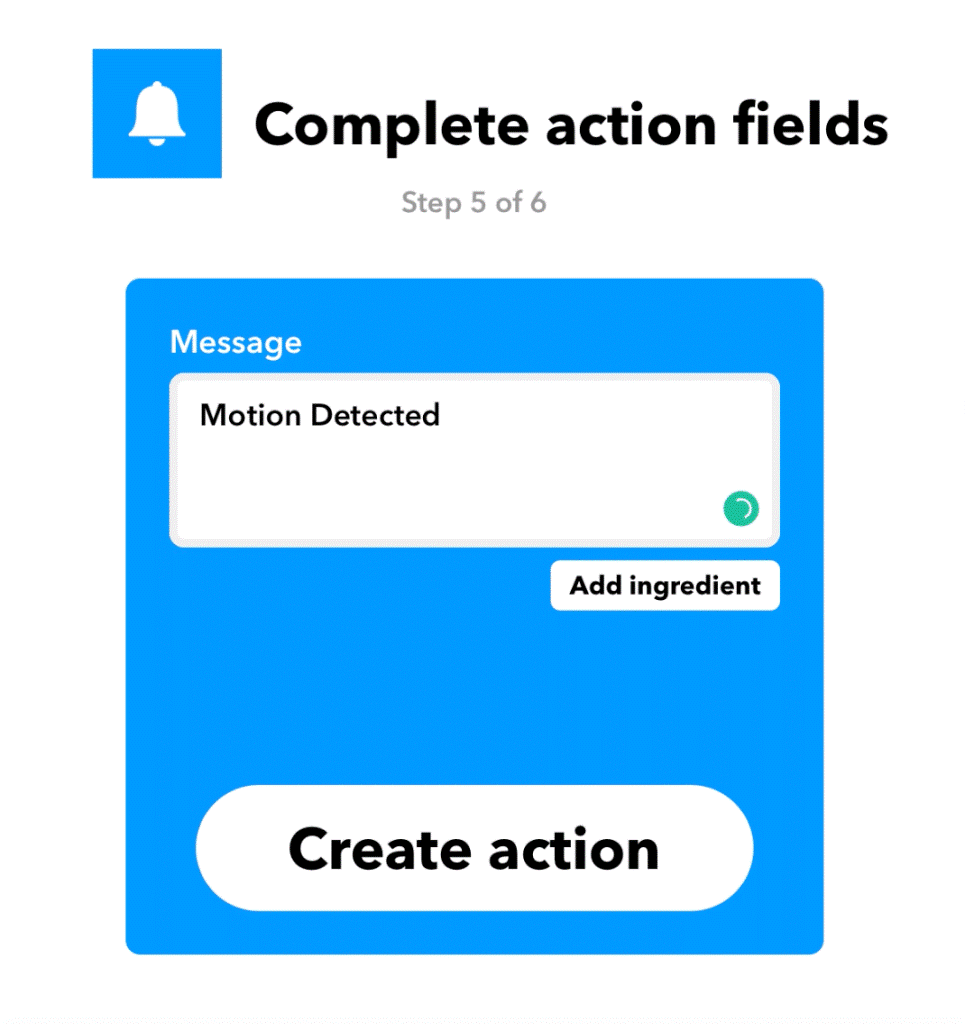 Complete action fields
Step 5 of 6
Message
Motion Detected
Add ingredient
Create action